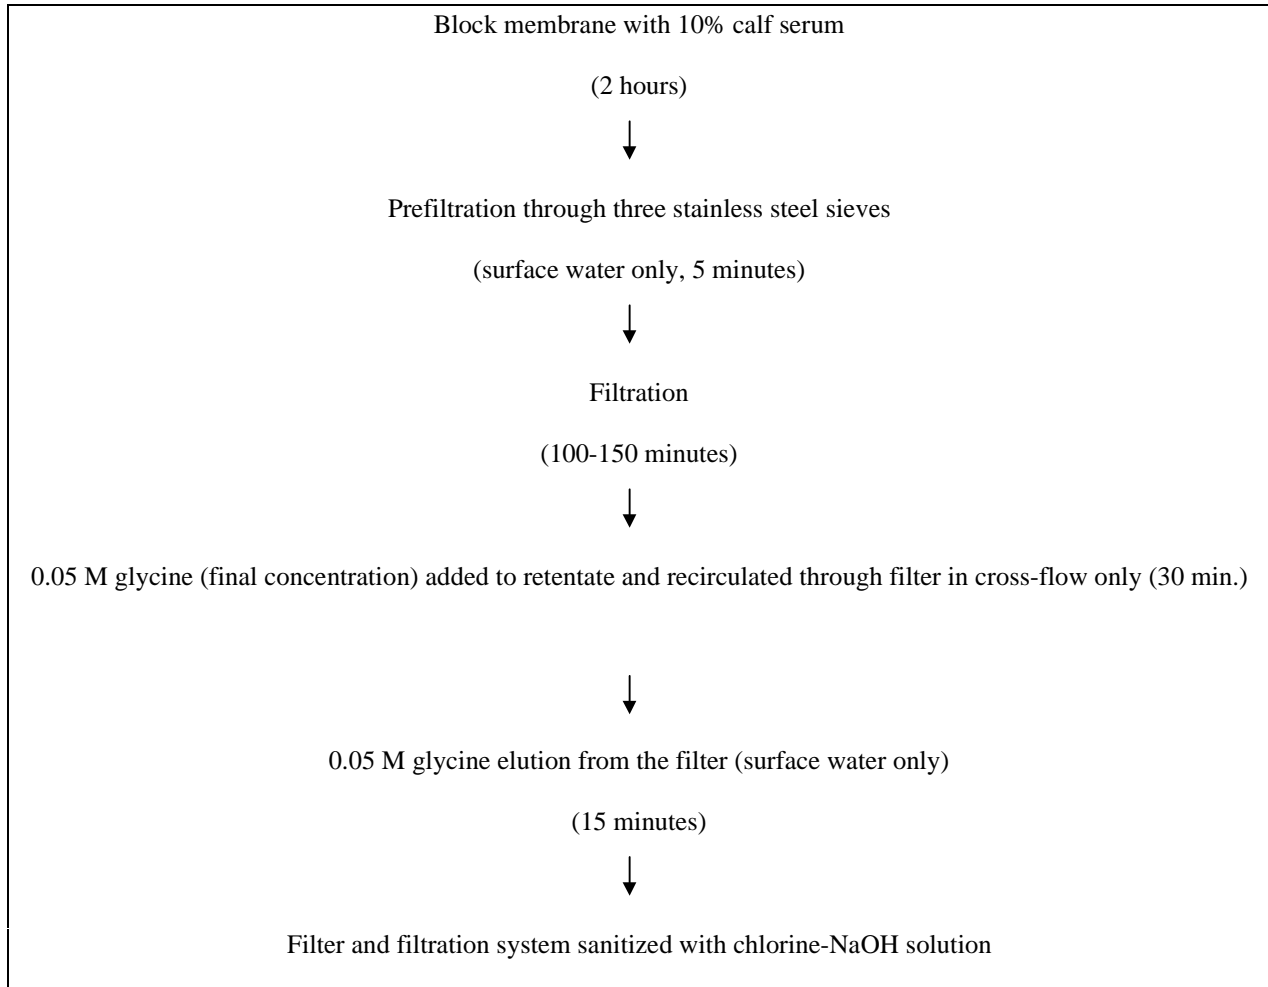 Block membrane with 10% calf serum
(2 hours)
Prefiltration through three stainless steel sieves
(surface water only, 5 minutes)
Filtration
(100-150 minutes)
0.05 M glycine (final concentration) added to retentate and recirculated through filter in cross-flow only (30 min.)
0.05 M glycine elution from the filter (surface water only)
(15 minutes)
Filter and filtration system sanitized with chlorine-NaOH solution